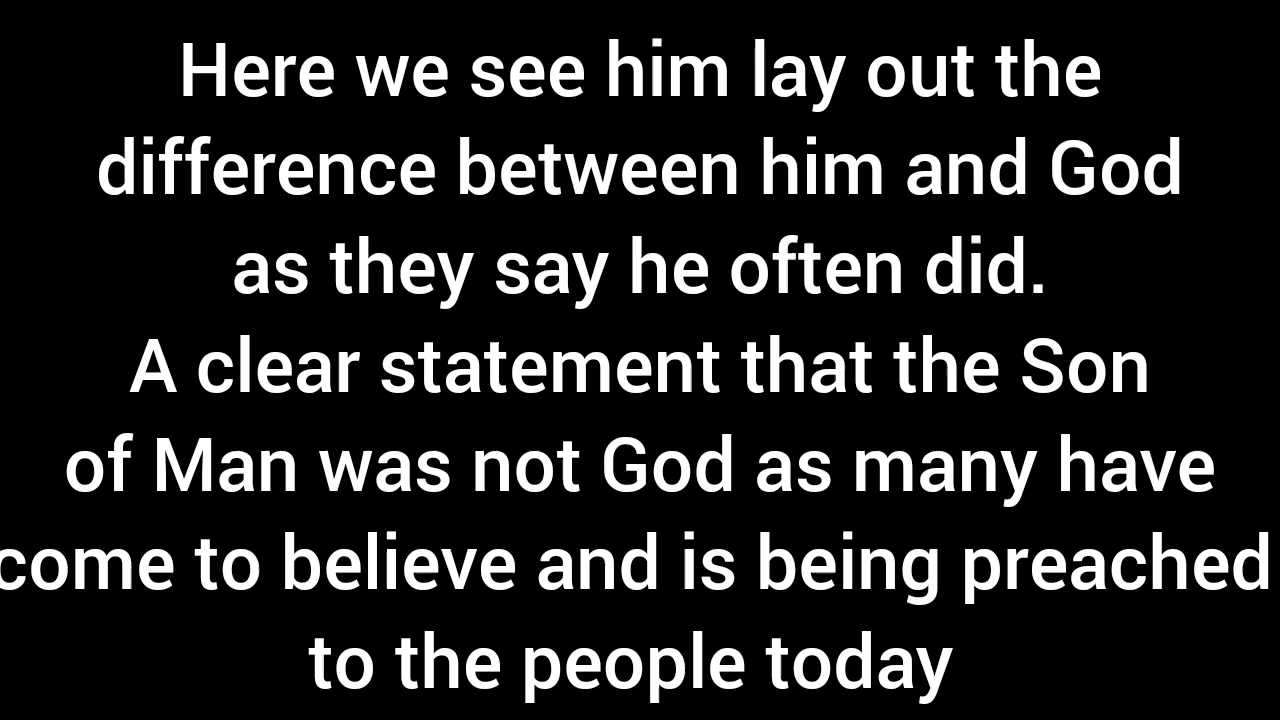 Here we see him lay out the
difference between him and God
as they say he often did.
A clear statement that the Son
of Man was not God as many have
come to believe and is being preached
to the people today